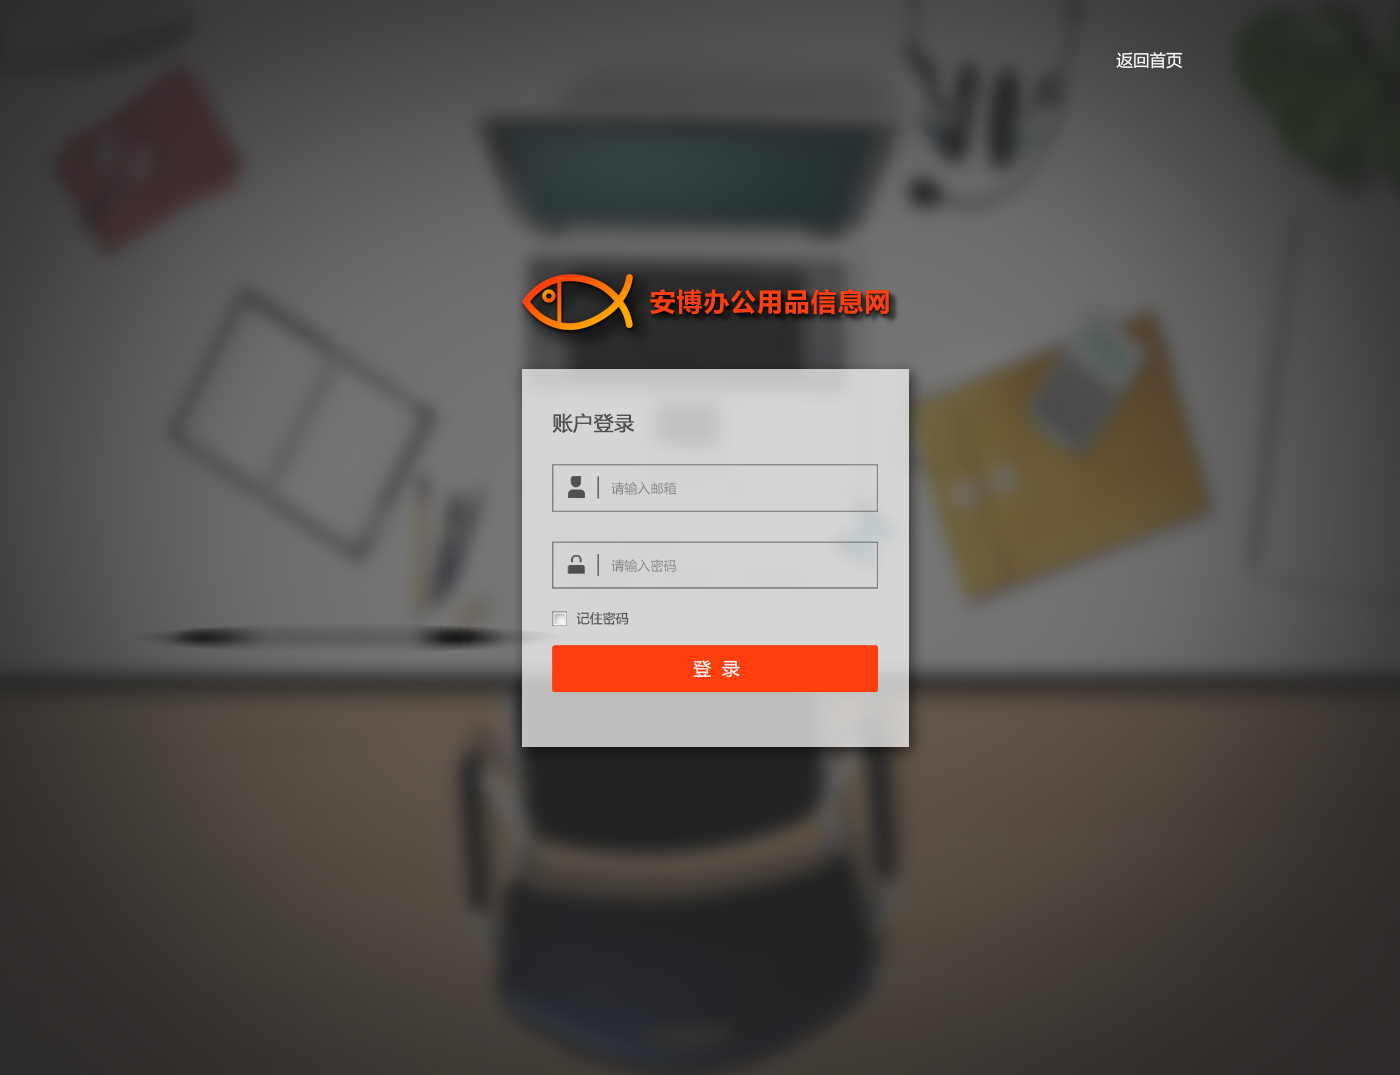 返回首页
安博办公用品信息网
账户登录
请输入邮箱
请输入密码
记住密码
登 录